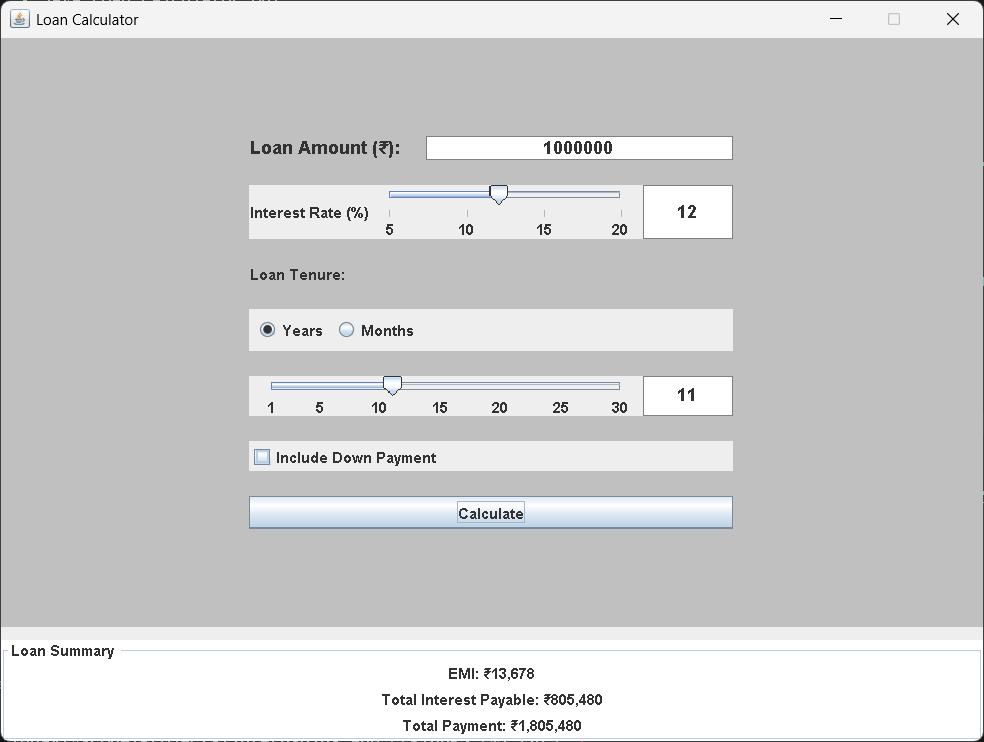 Loan Calculator
Loan Amount (₹): 1000000
Interest Rate (%) 12
5 10 15 20
Loan Tenure:
Years Months
11
1 5 10 15 20 25 30
Include Down Payment
Calculate
Loan Summary
EMI: ₹13,678
Total Interest Payable: ₹805,480
Total Payment: ₹1,805,480